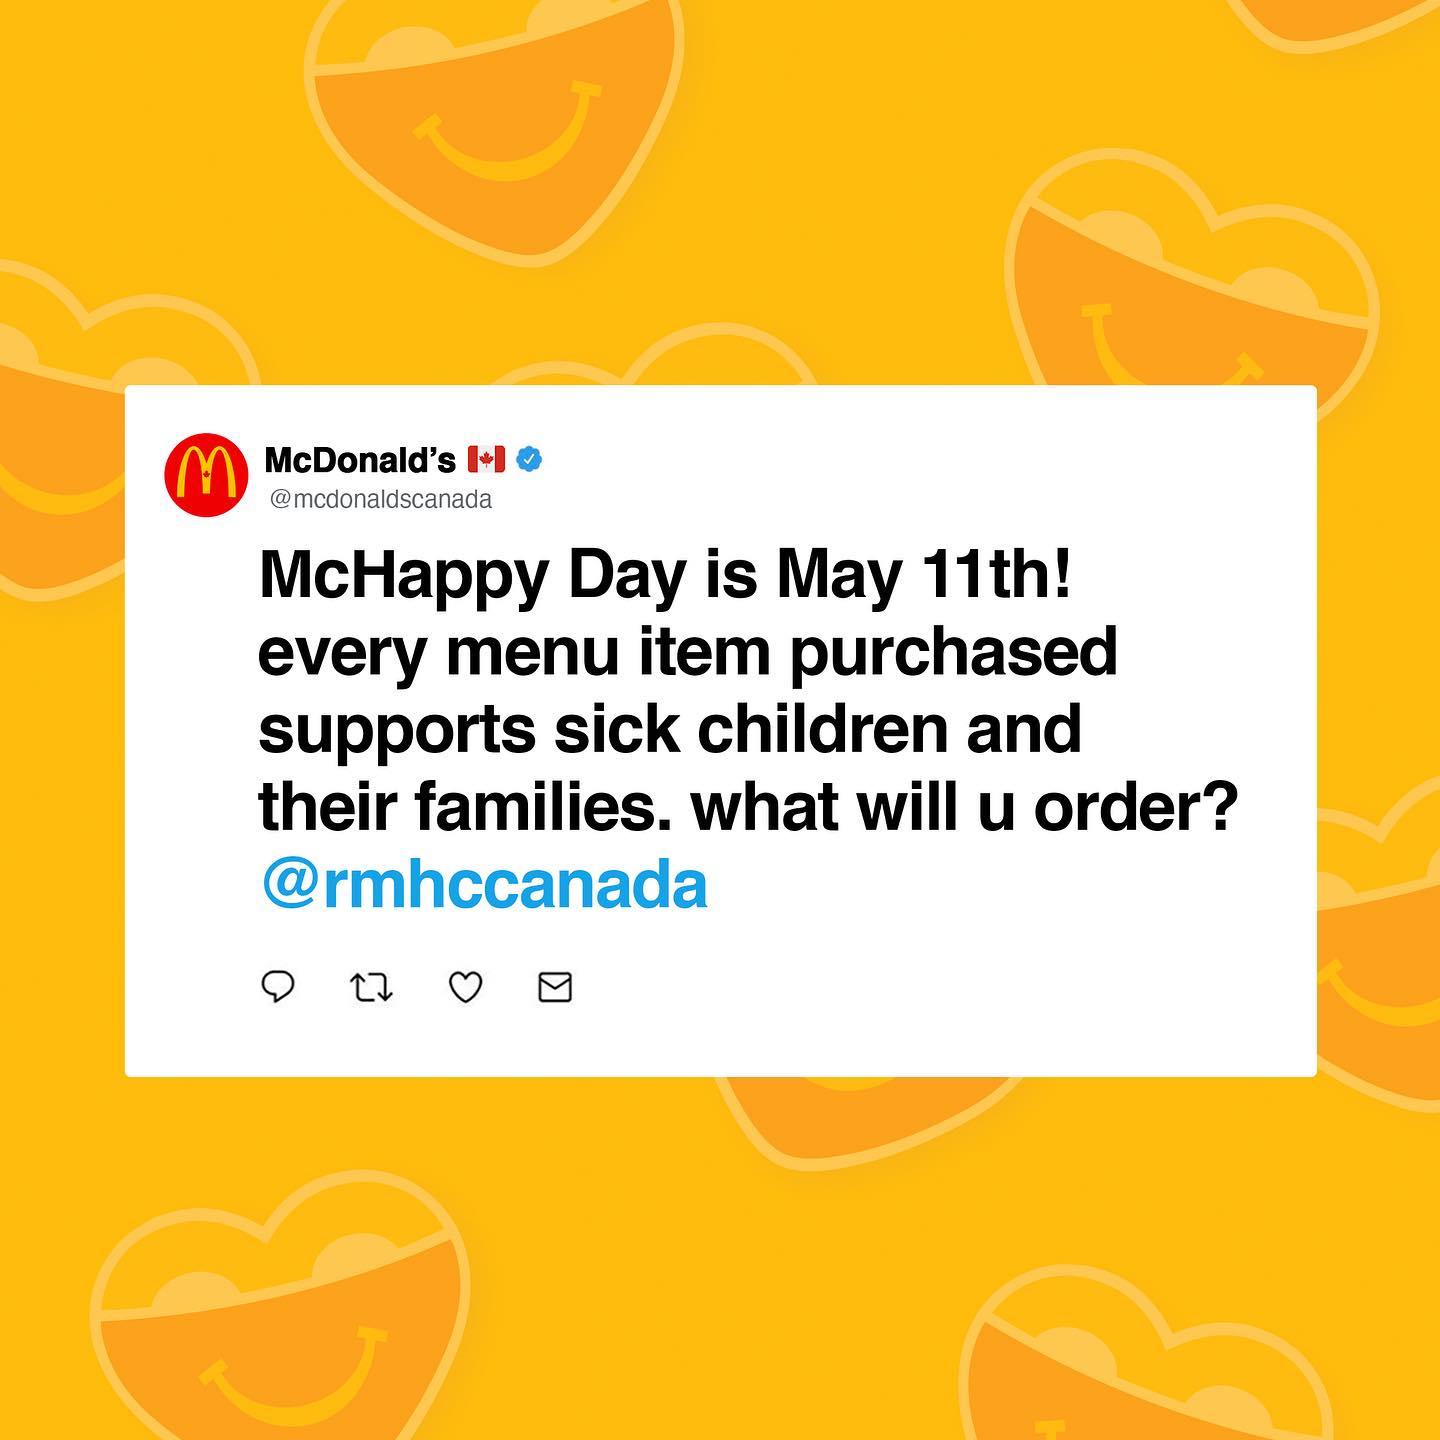 McDonald’s 🇨🇦
@mcdonaldscanada
McHappy Day is May 11th!
every menu item purchased
supports sick children and
their families. what will u order?
@rmhccanada